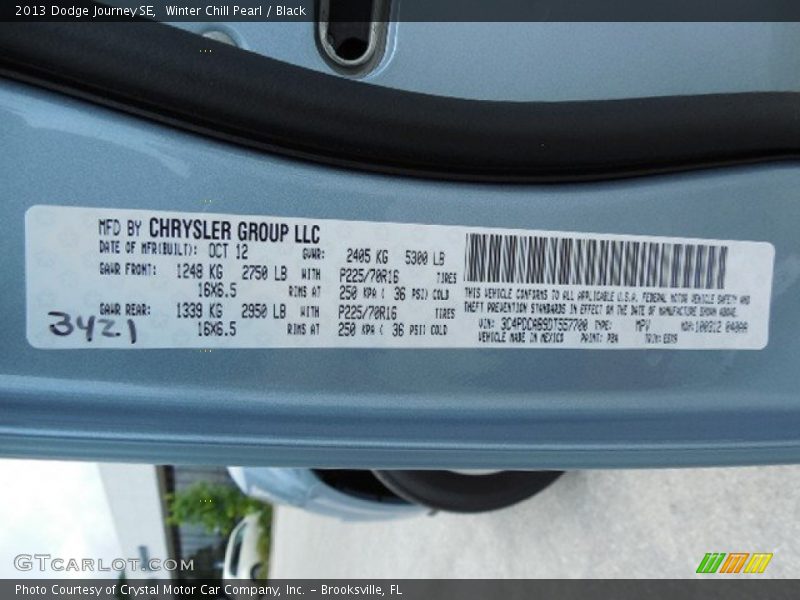 2013 Dodge Journey SE, Winter Chill Pearl / Black
MFD BY CHRYSLER GROUP LLC
DATE OF MFR(BUILT): OCT 12 GVWR: 2405 KG 5300 LB
GAWR FRONT: 1248 KG 2750 LB WITH P225/70R16 TIRES
16X6.5 RIMS AT 250 KPA ( 36 PSI) COLD
GAWR REAR: 1339 KG 2950 LB WITH P225/70R16 TIRES
16X6.5 RIMS AT 250 KPA ( 36 PSI) COLD
3421
THIS VEHICLE CONFORMS TO ALL APPLICABLE U.S.A. FEDERAL MOTOR VEHICLE SAFETY AND
THEFT PREVENTION STANDARDS IN EFFECT ON THE DATE OF MANUFACTURE SHOWN ABOVE.
VIN: TYPE: MPV
VEHICLE MADE IN MEXICO PAINT: TRIM:
GTCARLOT.COM
Photo Courtesy of Crystal Motor Car Company, Inc. – Brooksville, FL